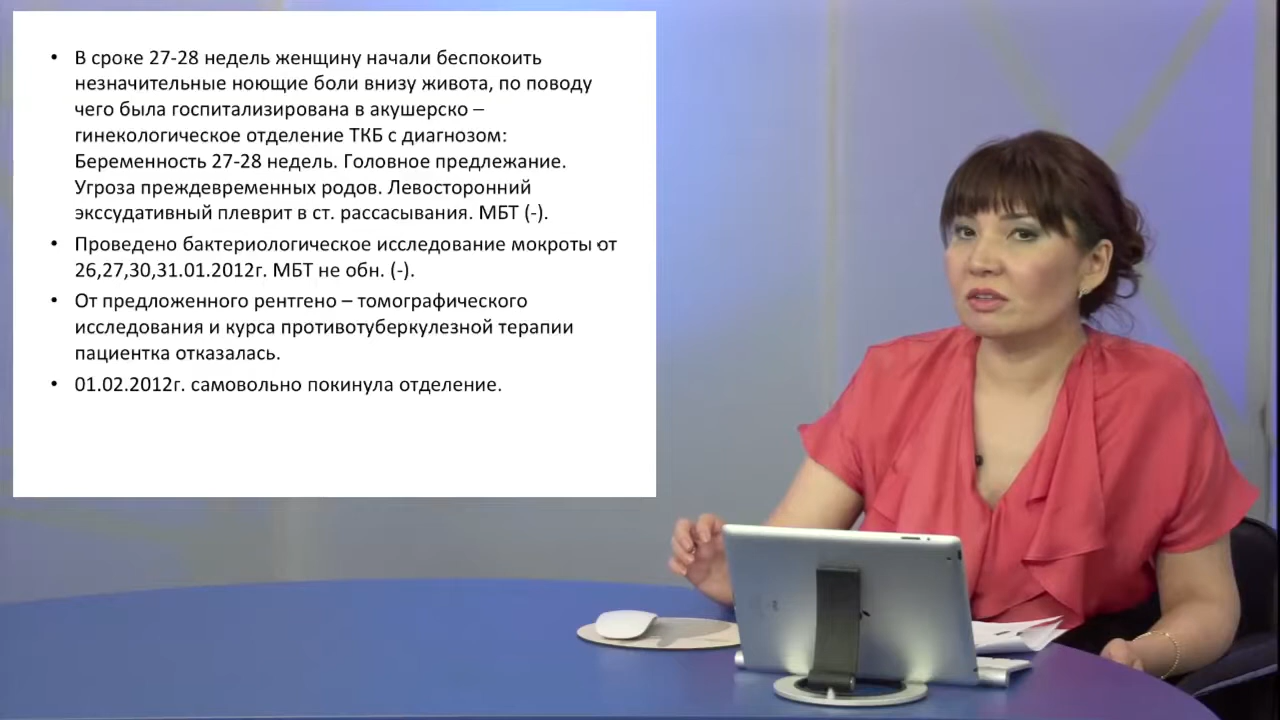 • В сроке 27-28 недель женщину начали беспокоить
незначительные ноющие боли внизу живота, по поводу
чего была госпитализирована в акушерско –
гинекологическое отделение ТКБ с диагнозом:
Беременность 27-28 недель. Головное предлежание.
Угроза преждевременных родов. Левосторонний
экссудативный плеврит в ст. рассасывания. МБТ (-).
• Проведено бактериологическое исследование мокроты от
26,27,30,31.01.2012г. МБТ не обн. (-).
• От предложенного рентгено – томографического
исследования и курса противотуберкулезной терапии
пациентка отказалась.
• 01.02.2012г. самовольно покинула отделение.